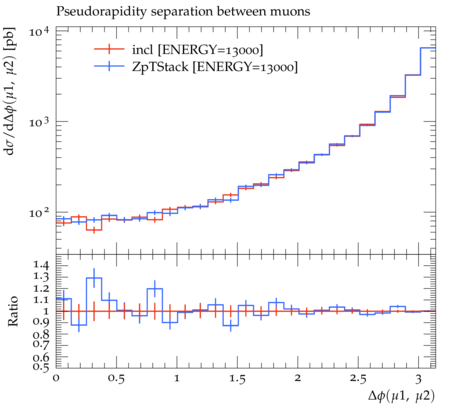 Pseudorapidity separation between muons
dσ/dΔϕ(µ1, µ2) [pb]
10^4
10^3
10^2
incl [ENERGY=13000]
ZpTStack [ENERGY=13000]
Ratio
1.4
1.3
1.2
1.1
1
0.9
0.8
0.7
0.6
0.5
0 0.5 1 1.5 2 2.5 3
Δϕ(µ1, µ2)